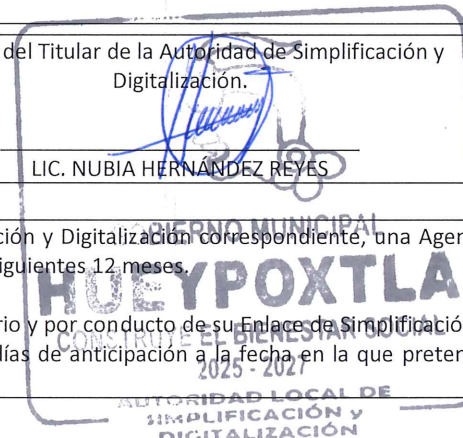 del Titular de la Autoridad de Simplificación y
Digitalización.
LIC. NUBIA HERNÁNDEZ REYES
GOBIERNO MUNICIPAL
ción y Digitalización correspondiente, una Agen
iguientes 12 meses.
HUEYPOXTLA
rio y por conducto de su Enlace de Simplificació
CONSTRUYE EL BIENESTAR SOCIAL
días de anticipación a la fecha en la que preten
2025 - 2027
AUTORIDAD LOCAL DE
SIMPLIFICACIÓN y
DIGITALIZACIÓN